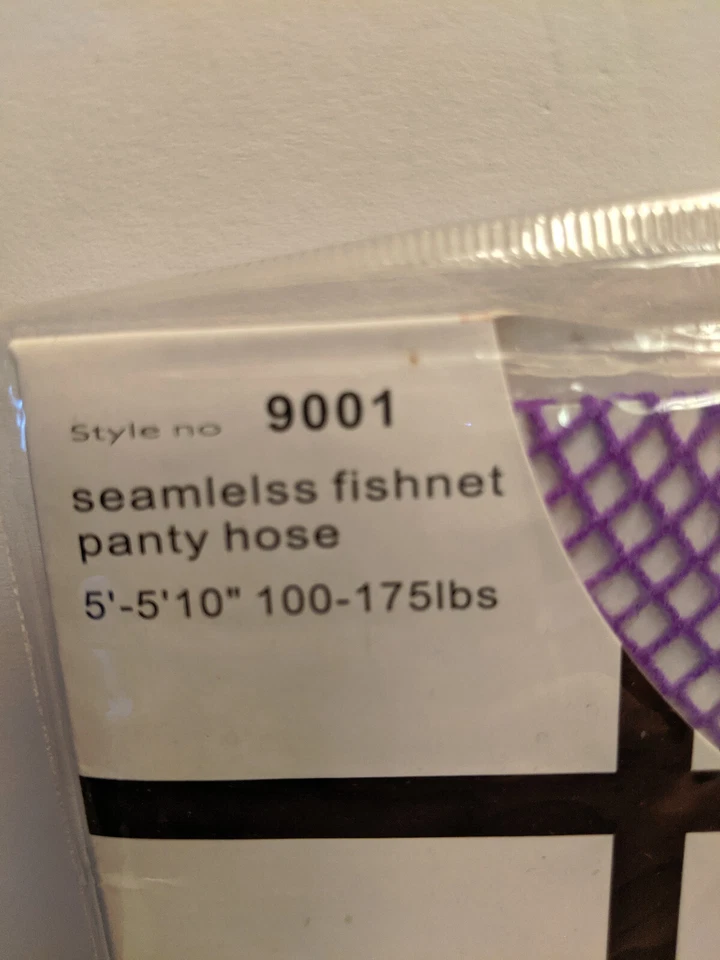 Style no 9001
seamlelss fishnet
panty hose
5'-5'10" 100-175lbs